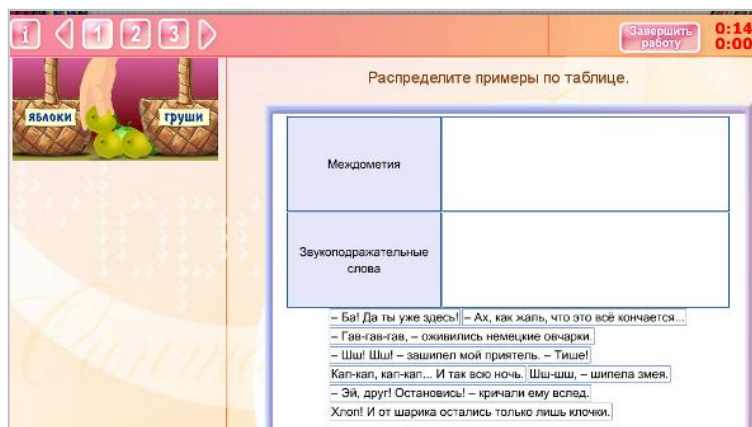 i 1 2 3 Завершить работу 0:14
0:00
Распределите примеры по таблице.
яблоки груши
Междометия
Звукоподражательные
слова
– Ба! Да ты уже здесь! – Ах, как жаль, что это всё кончается...
– Гав-гав-гав, – оживились немецкие овчарки.
– Шш! Шш! – зашипел мой приятель. – Тише!
Кап-кап, кап-кап... И так всю ночь. Шш-шш, – шипела змея.
– Эй, друг! Остановись! – кричали ему вслед.
Хлоп! И от шарика остались только лишь клочки.